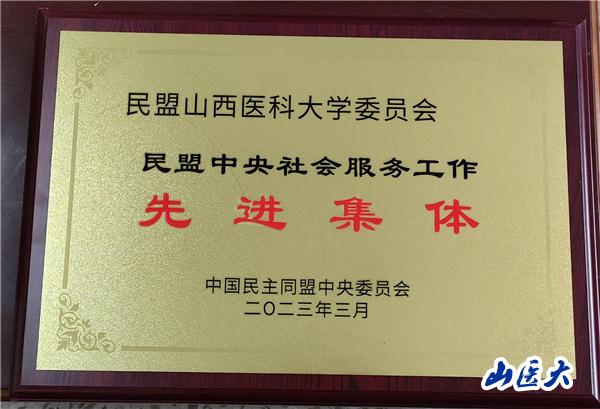 民盟山西医科大学委员会
民盟中央社会服务工作
先进集体
中国民主同盟中央委员会
二〇二三年三月
山医大